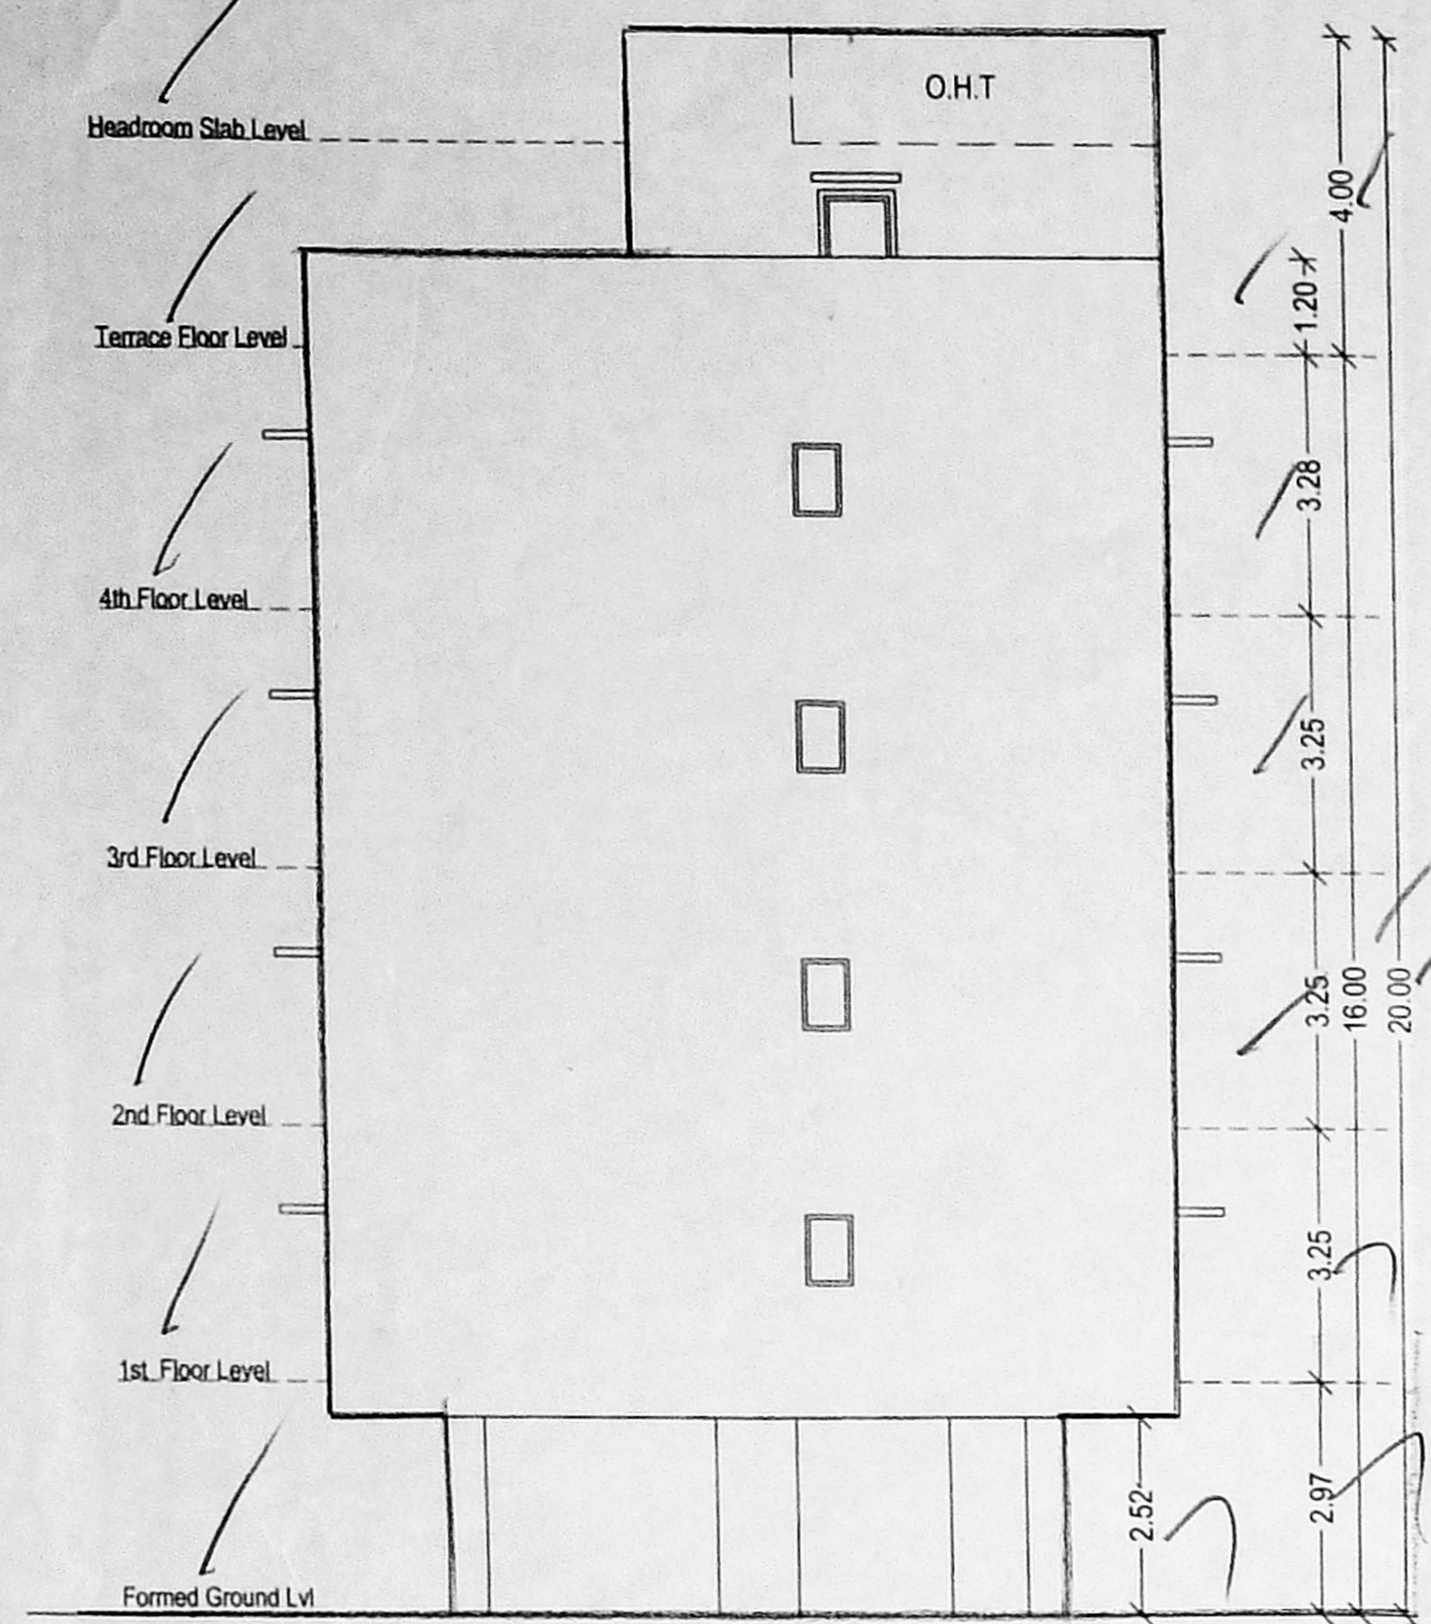 O.H.T
Headroom Slab Level
4.00
1.20
Terrace Floor Level
3.28
4th Floor Level
3.25
3rd Floor Level
3.25
16.00
20.00
2nd Floor Level
3.25
1st Floor Level
2.52
2.97
Formed Ground Lvl